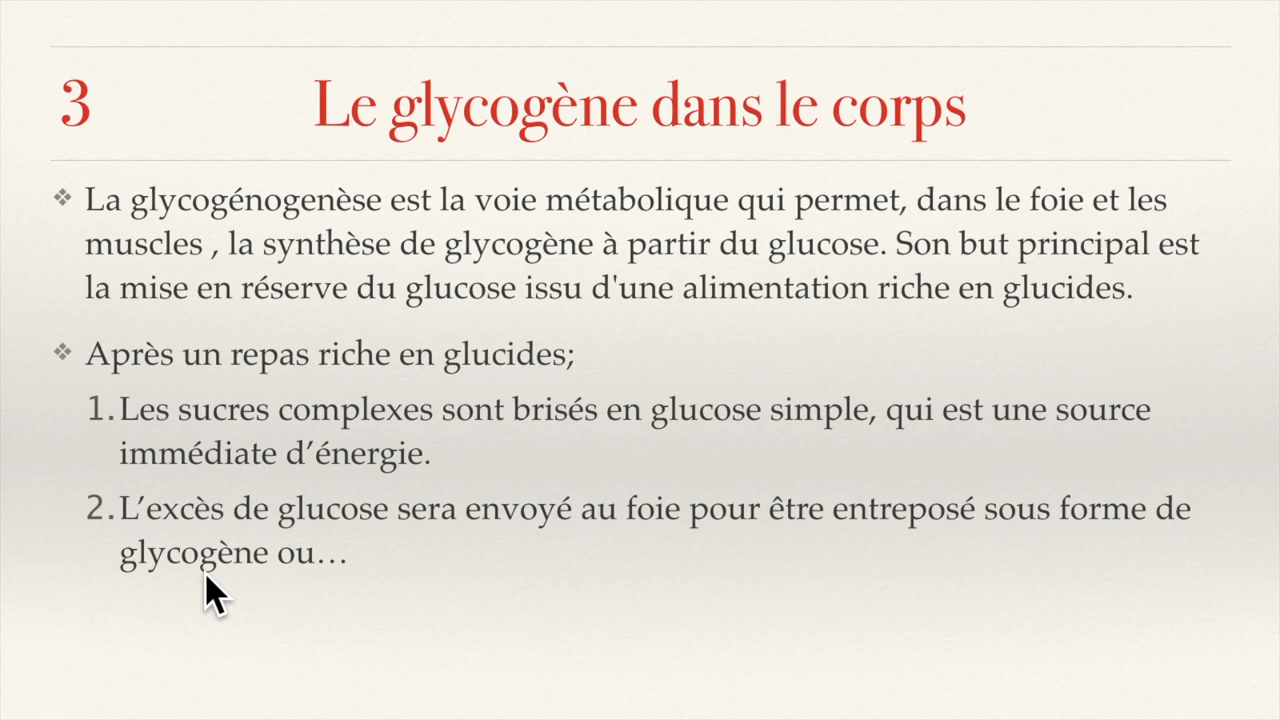 3 Le glycogène dans le corps
❖ La glycogénogenèse est la voie métabolique qui permet, dans le foie et les
muscles , la synthèse de glycogène à partir du glucose. Son but principal est
la mise en réserve du glucose issu d'une alimentation riche en glucides.
❖ Après un repas riche en glucides;
1. Les sucres complexes sont brisés en glucose simple, qui est une source
immédiate d’énergie.
2. L’excès de glucose sera envoyé au foie pour être entreposé sous forme de
glycogène ou…